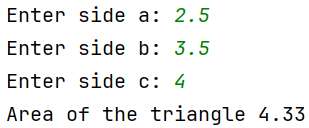 Enter side a: 2.5
Enter side b: 3.5
Enter side c: 4
Area of the triangle 4.33